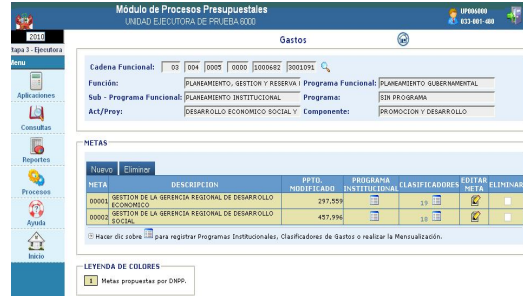 Módulo de Procesos Presupuestales
UNIDAD EJECUTORA DE PRUEBA 6000
UP006000
033-001-480
2010
Etapa 3 - Ejecutora
Gastos
Menu
Aplicaciones
Consultas
Reportes
Procesos
Ayuda
Inicio
Cadena Funcional: 03 004 0005 0000 1000682 3001091
Función: PLANEAMIENTO, GESTION Y RESERVA Programa Funcional: PLANEAMIENTO GUBERNAMENTAL
Sub - Programa Funcional: PLANEAMIENTO INSTITUCIONAL Programa: SIN PROGRAMA
Act/Proy: DESARROLLO ECONOMICO SOCIAL Y Componente: PROMOCION Y DESARROLLO
METAS
Nuevo Eliminar
META DESCRIPCION PPTO. MODIFICADO PROGRAMA INSTITUCIONAL CLASIFICADORES EDITAR META ELIMINAR
00001 GESTION DE LA GERENCIA REGIONAL DE DESARROLLO ECONOMICO 297,559 19
00002 GESTION DE LA GERENCIA REGIONAL DE DESARROLLO SOCIAL 457,996 18
Hacer clic sobre para registrar Programas Institucionales, Clasificadores de Gastos o realizar la Mensualización.
LEYENDA DE COLORES
1 Metas propuestas por DNPP.